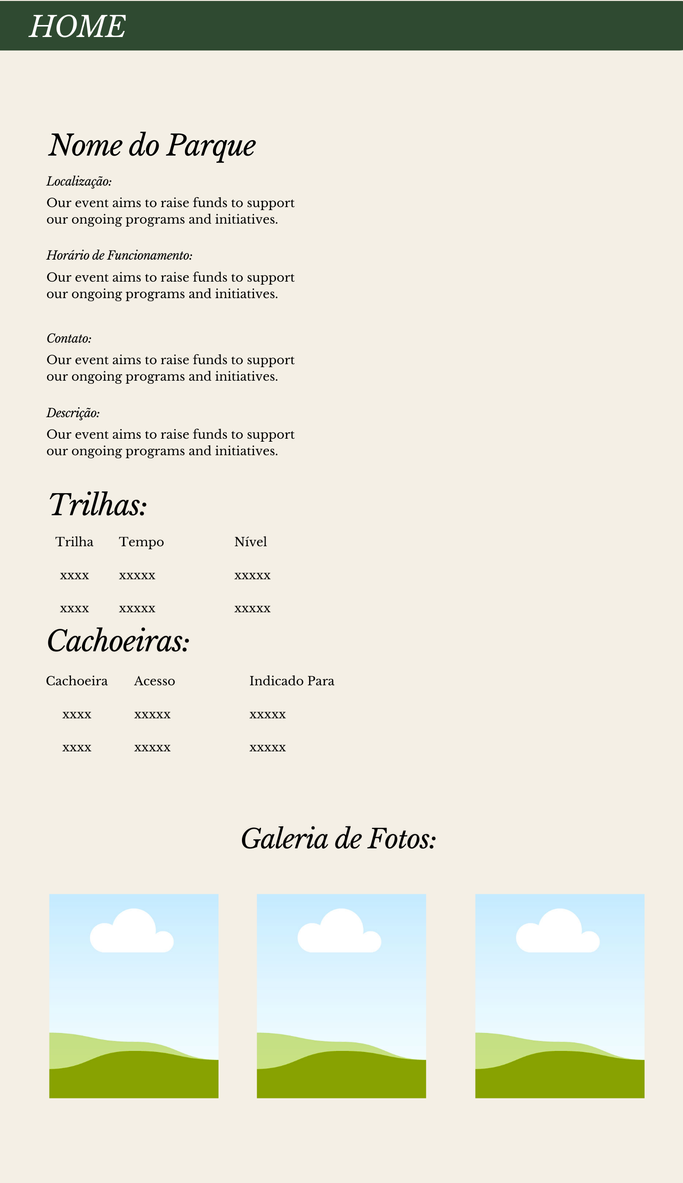 HOME
Nome do Parque
Localização:
Our event aims to raise funds to support
our ongoing programs and initiatives.
Horário de Funcionamento:
Our event aims to raise funds to support
our ongoing programs and initiatives.
Contato:
Our event aims to raise funds to support
our ongoing programs and initiatives.
Descrição:
Our event aims to raise funds to support
our ongoing programs and initiatives.
Trilhas:
Trilha Tempo Nível
xxxx xxxxx xxxxx
xxxx xxxxx xxxxx
Cachoeiras:
Cachoeira Acesso Indicado Para
xxxx xxxxx xxxxx
xxxx xxxxx xxxxx
Galeria de Fotos: